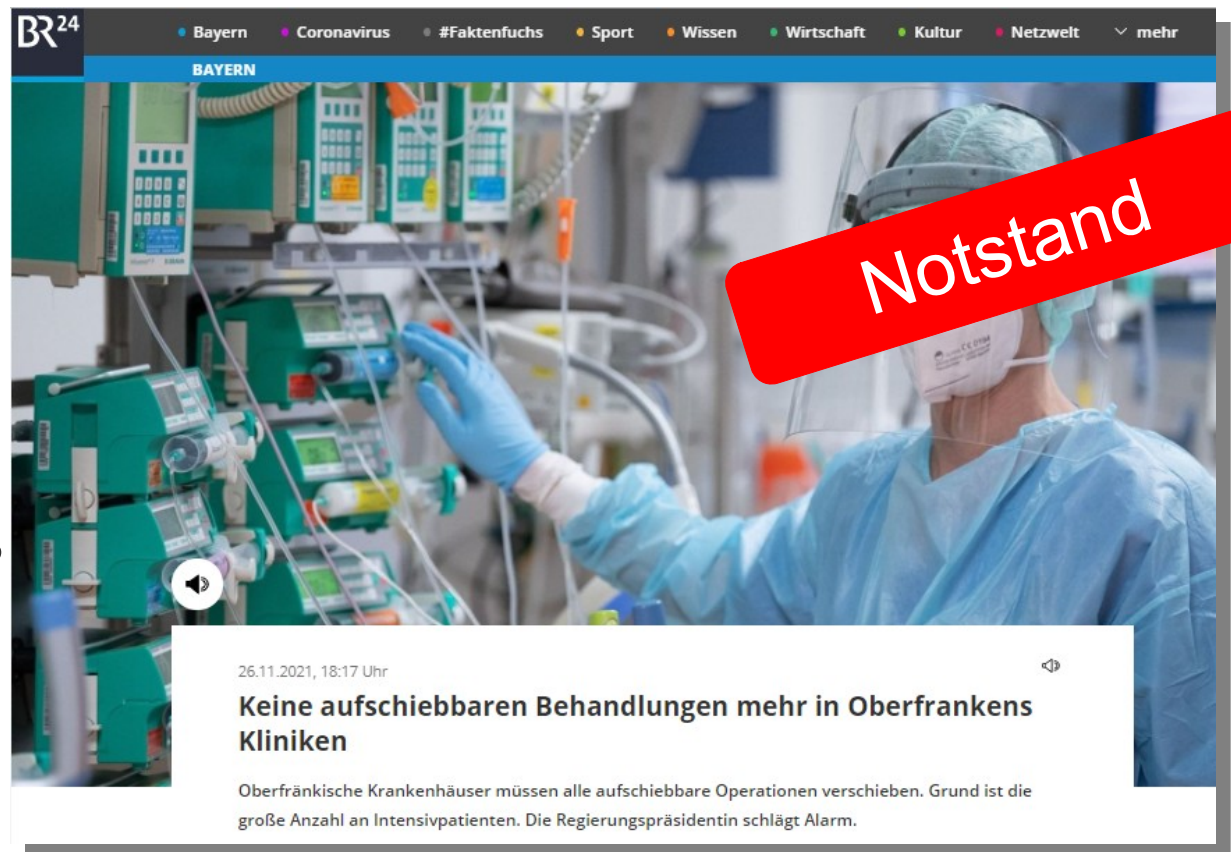 BR24
Bayern Coronavirus #Faktenfuchs Sport Wissen Wirtschaft Kultur Netzwelt mehr
BAYERN
Notstand
26.11.2021, 18:17 Uhr
Keine aufschiebbaren Behandlungen mehr in Oberfrankens
Kliniken
Oberfränkische Krankenhäuser müssen alle aufschiebbare Operationen verschieben. Grund ist die
große Anzahl an Intensivpatienten. Die Regierungspräsidentin schlägt Alarm.